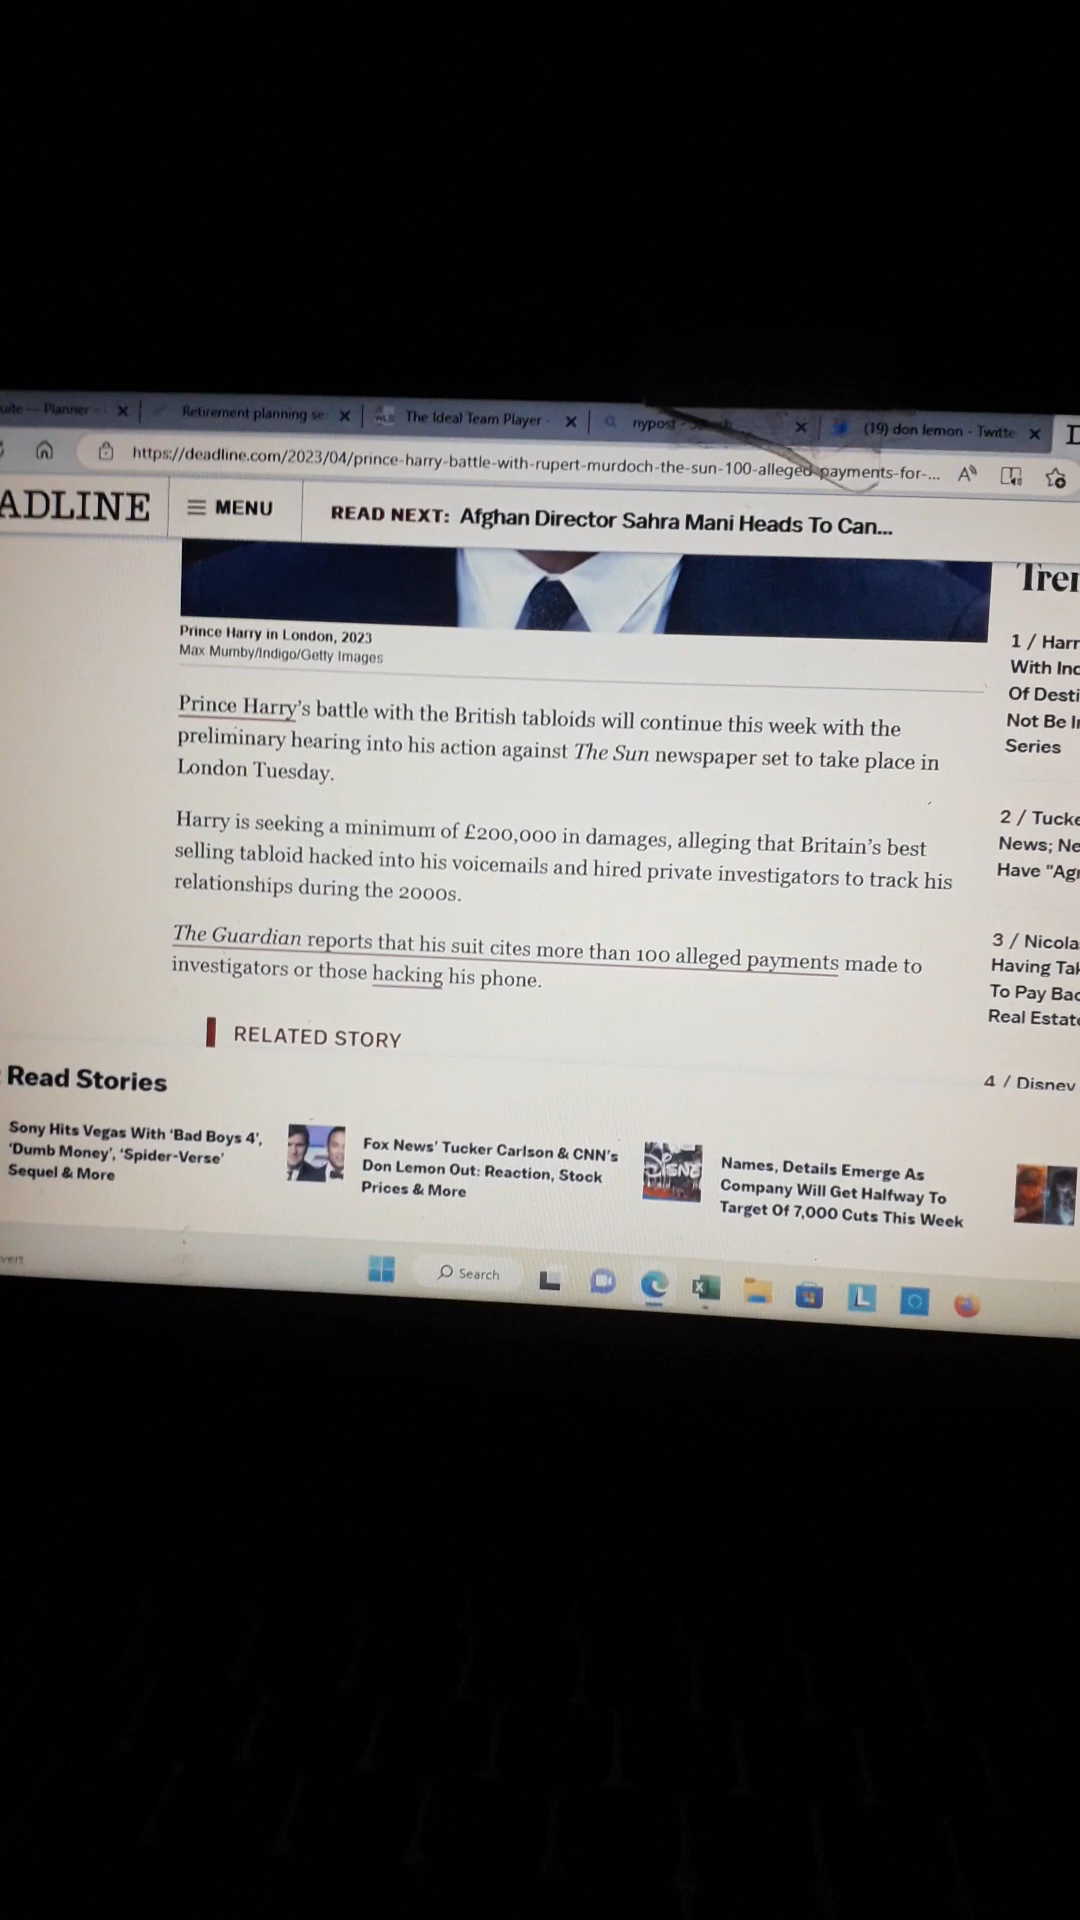 uite — Planner -
Retirement planning se
The Ideal Team Player -
nypost -
(19) don lemon - Twitte
https://deadline.com/2023/04/prince-harry-battle-with-rupert-murdoch-the-sun-100-alleged-payments-for-...
ADLINE
MENU
READ NEXT: Afghan Director Sahra Mani Heads To Can...
Prince Harry in London, 2023
Max Mumby/Indigo/Getty Images
Prince Harry's battle with the British tabloids will continue this week with the
preliminary hearing into his action against The Sun newspaper set to take place in
London Tuesday.
Harry is seeking a minimum of £200,000 in damages, alleging that Britain's best
selling tabloid hacked into his voicemails and hired private investigators to track his
relationships during the 2000s.
The Guardian reports that his suit cites more than 100 alleged payments made to
investigators or those hacking his phone.
RELATED STORY
Tren
1 / Harr
With Ind
Of Desti
Not Be In
Series
2 / Tucke
News; Ne
Have "Agr
3 / Nicola
Having Tak
To Pay Bac
Real Estate
4 / Disney
Read Stories
Sony Hits Vegas With 'Bad Boys 4',
'Dumb Money', 'Spider-Verse'
Sequel & More
Fox News' Tucker Carlson & CNN's
Don Lemon Out: Reaction, Stock
Prices & More
DISNE
Names, Details Emerge As
Company Will Get Halfway To
Target Of 7,000 Cuts This Week
vert
Search